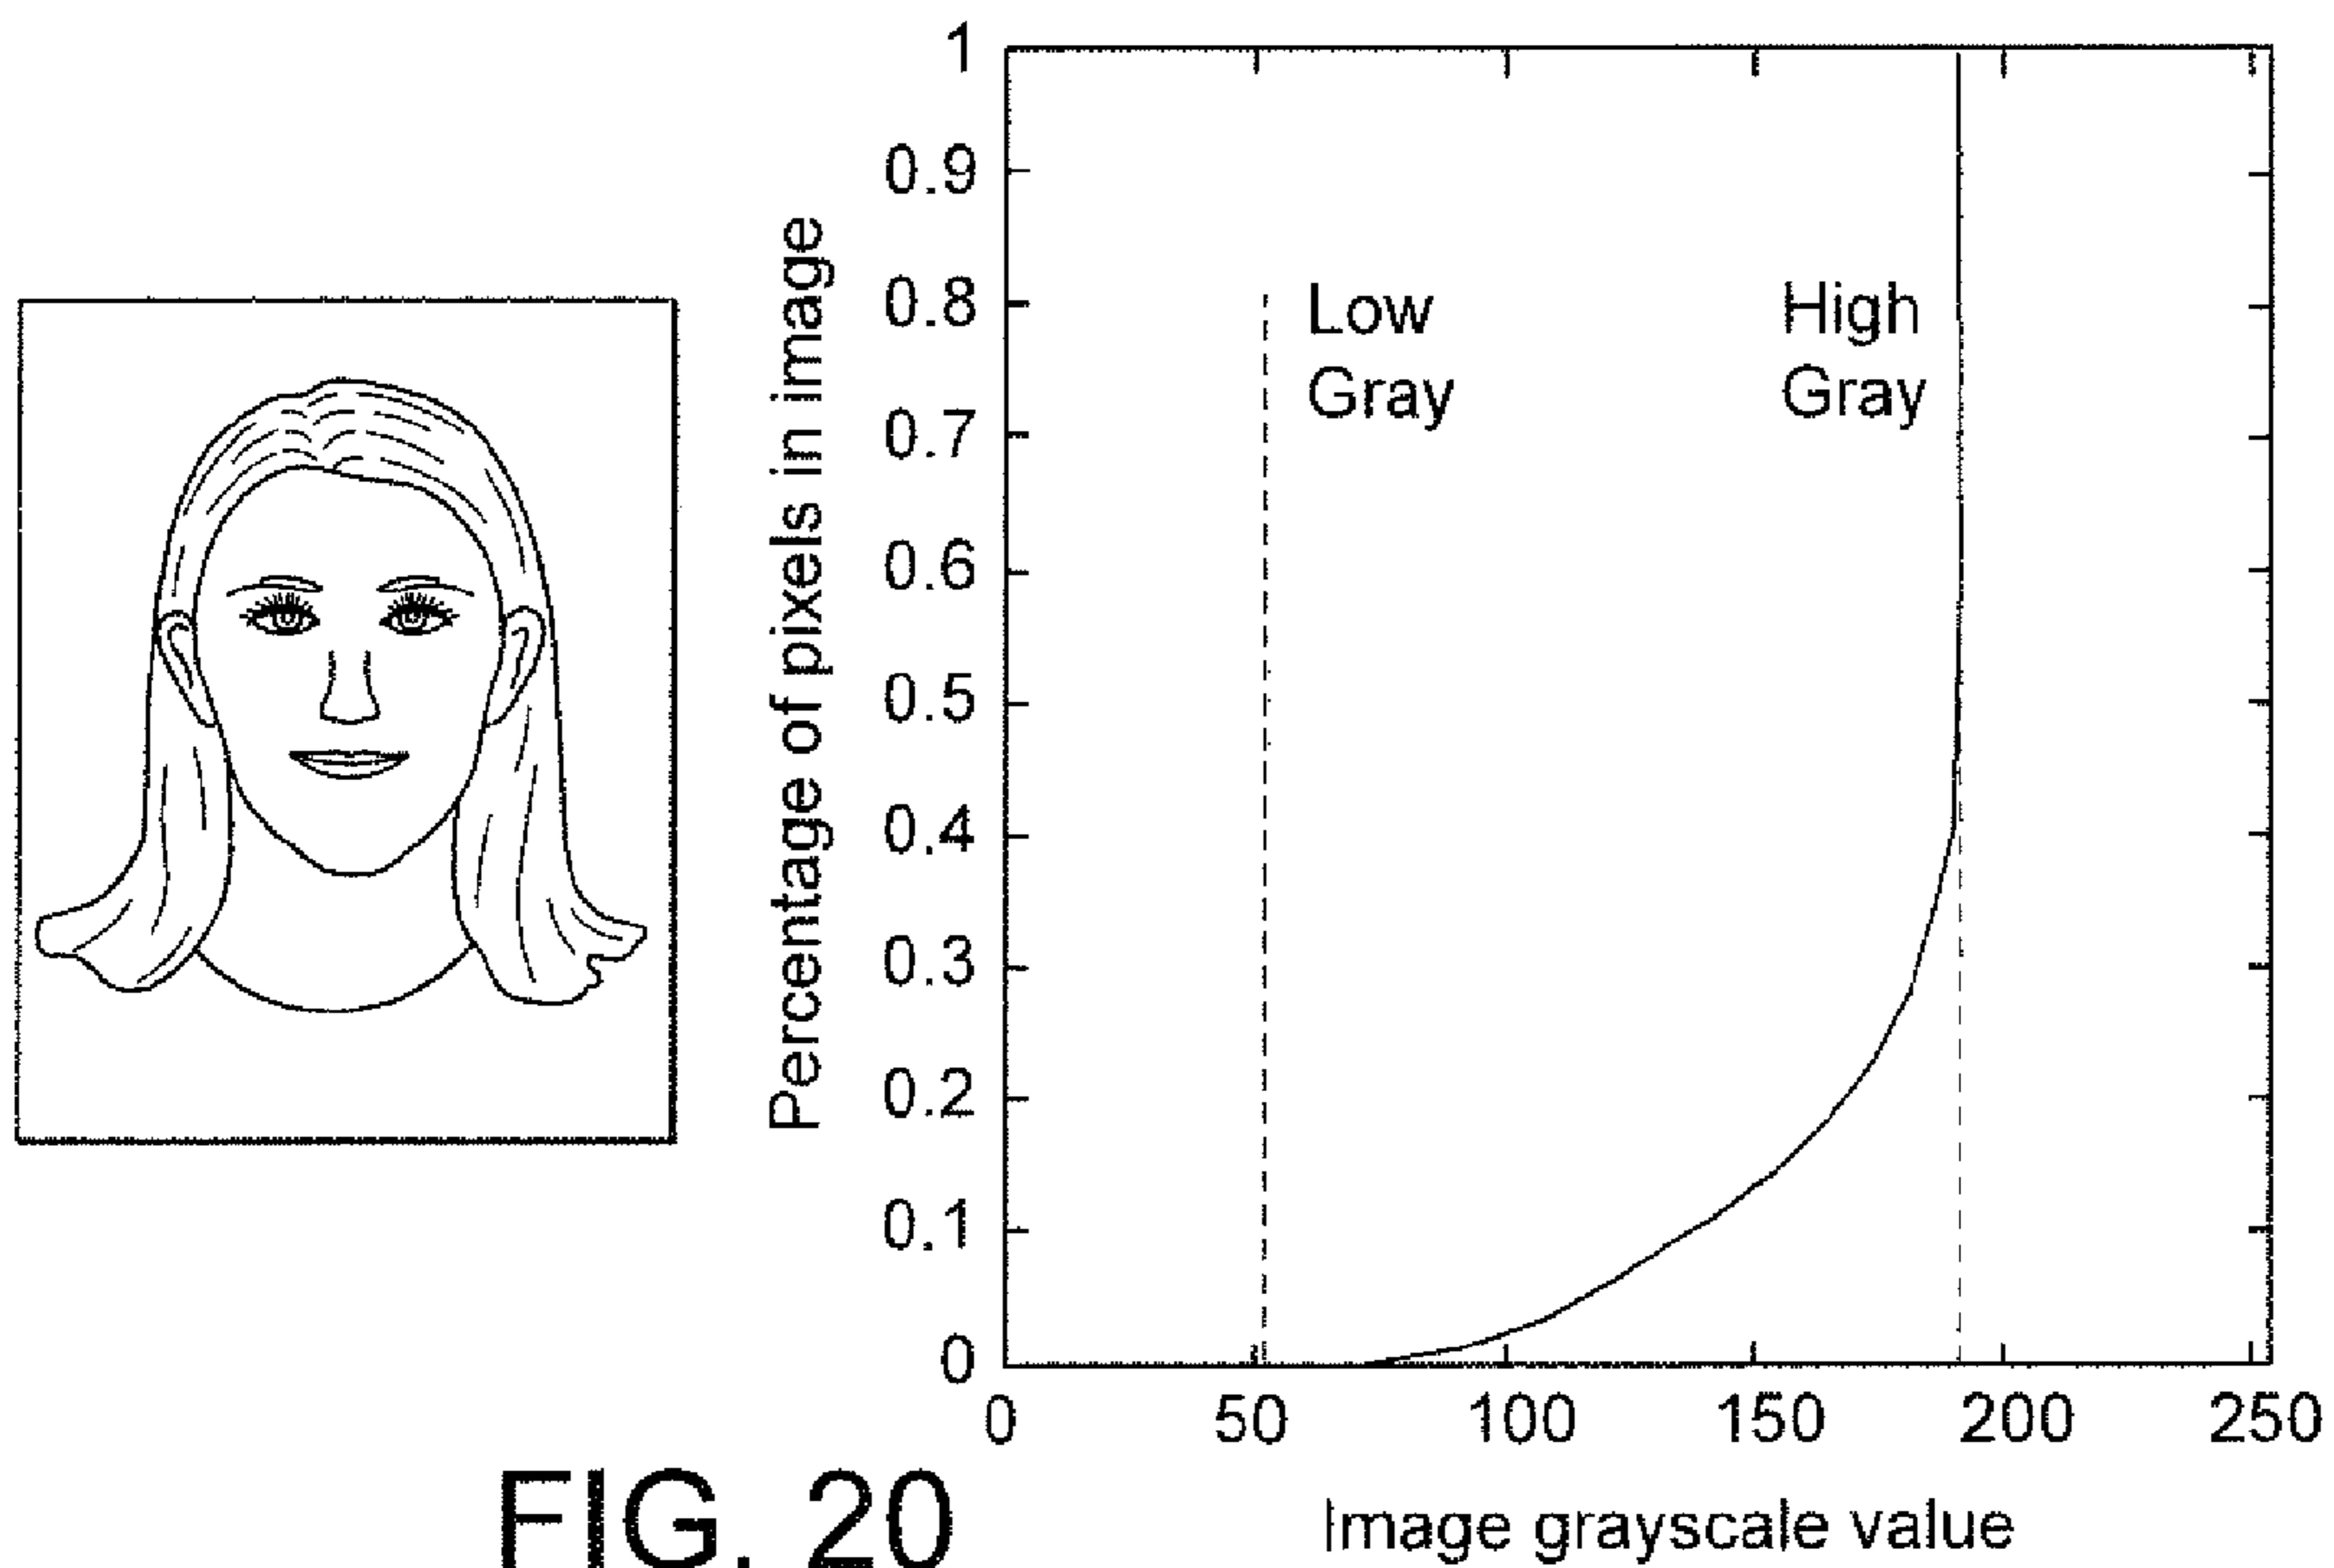 Percentage of pixels in image
1
0.9
0.8
0.7
0.6
0.5
0.4
0.3
0.2
0.1
0
Low
Gray
High
Gray
0 50 100 150 200 250
Image grayscale value
FIG. 20